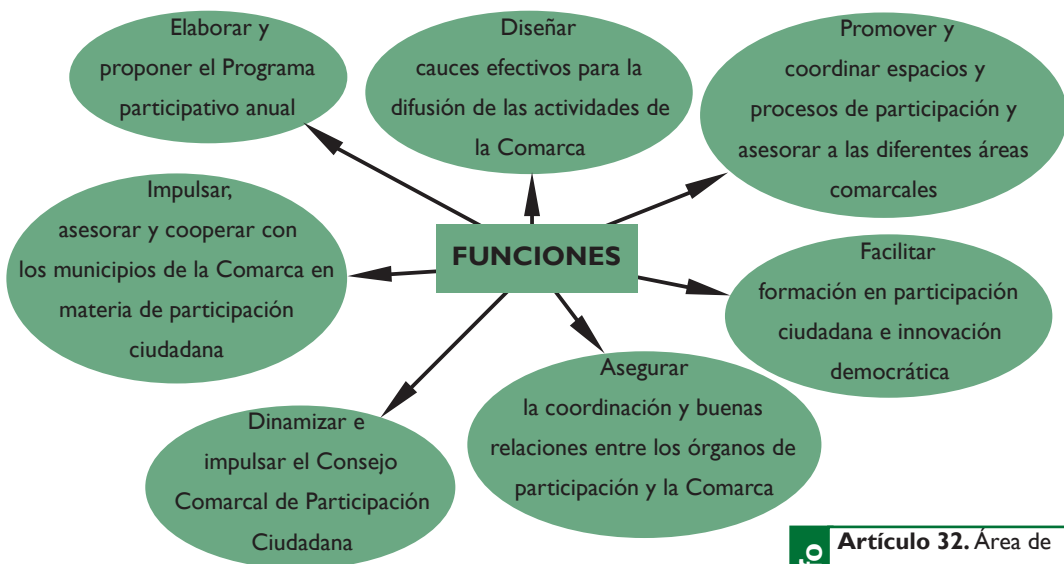 Elaborar y
proponer el Programa
participativo anual
Diseñar
cauces efectivos para la
difusión de las actividades de
la Comarca
Promover y
coordinar espacios y
procesos de participación y
asesorar a las diferentes áreas
comarcales
Impulsar,
asesorar y cooperar con
los municipios de la Comarca en
materia de participación
ciudadana
FUNCIONES
Facilitar
formación en participación
ciudadana e innovación
democrática
Asegurar
la coordinación y buenas
relaciones entre los órganos de
participación y la Comarca
Dinamizar e
impulsar el Consejo
Comarcal de Participación
Ciudadana
Artículo 32. Área de